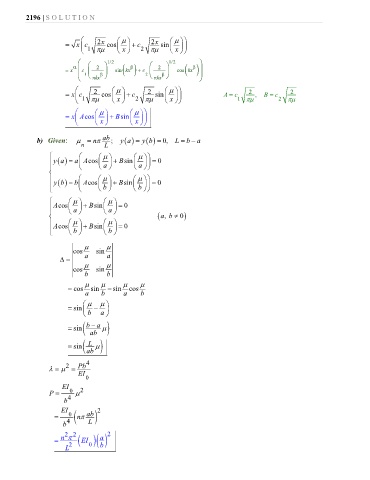 2196 | S O L U T I O N
= √x ( c₁ √(2x/πμ) cos(μ/x) + c₂ √(2x/πμ) sin(μ/x) )
= x ( c₁ √(2/πμ) cos(μ/x) + c₂ √(2/πμ) sin(μ/x) )   A = c₁ √(2/πμ), B = c₂ √(2/πμ)
= x ( A cos(μ/x) + B sin(μ/x) )
b) Given: μₙ = nπ ab/L; y(a) = y(b) = 0, L = b − a
y(a) = a ( A cos(μ/a) + B sin(μ/a) ) = 0
y(b) = b ( A cos(μ/b) + B sin(μ/b) ) = 0
A cos(μ/a) + B sin(μ/a) = 0
(a, b ≠ 0)
A cos(μ/b) + B sin(μ/b) = 0
Δ = | cos μ/a  sin μ/a |
| cos μ/b  sin μ/b |
= cos μ/a sin μ/b − sin μ/a cos μ/b
= sin(μ/b − μ/a)
= sin((b − a)/ab μ)
= sin(L/ab μ)
λ = μ² = Pb⁴/EI₀
P = EI₀/b⁴ μ²
= EI₀/b⁴ (nπ ab/L)²
= n²π²/L² (EI₀)(a/b)²